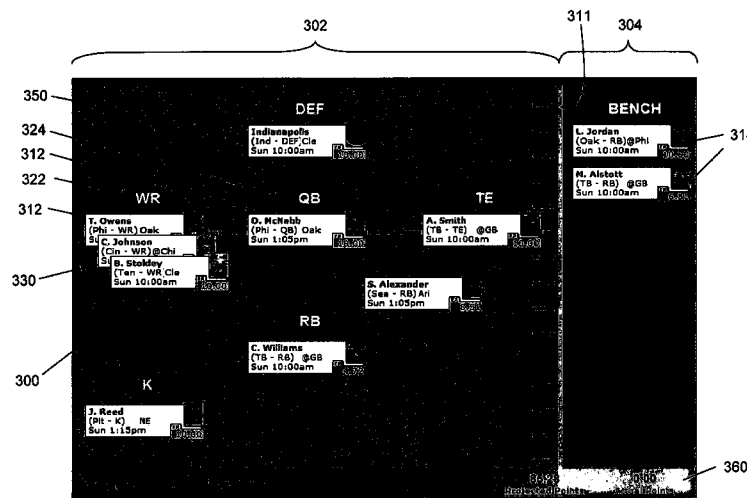 302
304
311
350
324
312
322
312
330
300
314
360
DEF
Indianapolis
(Ind - DEF)Cle
Sun 10:00am
BENCH
L. Jordan
(Oak - RB)@Phi
Sun 10:00am
M. Alstott
(TB - RB) @GB
Sun 10:00am
WR
T. Owens
(Phi - WR) Oak
C. Johnson
(Cin - WR)@Chi
B. Stokley
(Ten - WR)Cle
Sun 10:00am
10.00
QB
D. McNabb
(Phi - QB) Oak
Sun 1:05pm
TE
A. Smith
(TB - TE) @GB
Sun 10:00am
S. Alexander
(Sea - RB) Ari
Sun 1:05pm
RB
C. Williams
(TB - RB) @GB
Sun 10:00am
K
J. Reed
(Pit - K) NE
Sun 1:15pm